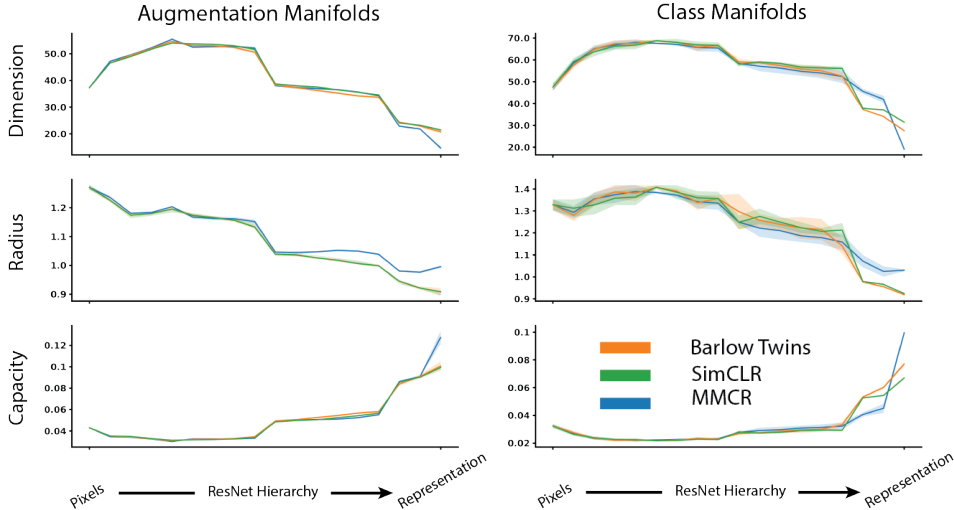 Augmentation Manifolds
Class Manifolds
Dimension
50.0
40.0
30.0
20.0
70.0
60.0
50.0
40.0
30.0
20.0
Radius
1.2
1.1
1.0
0.9
1.4
1.3
1.2
1.1
1.0
0.9
Capacity
0.12
0.10
0.08
0.06
0.04
0.1
0.08
0.06
0.04
0.02
Barlow Twins
SimCLR
MMCR
Pixels
ResNet Hierarchy
Representation
Pixels
ResNet Hierarchy
Representation